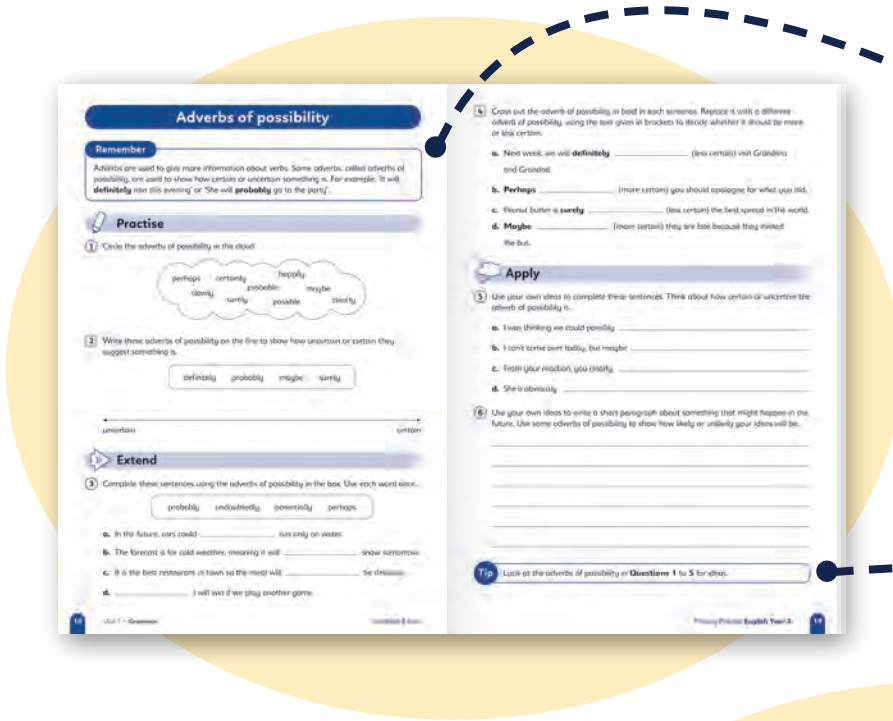 Adverbs of possibility
Remember
Adverbs are used to give more information about verbs. Some adverbs, called adverbs of
possibility, are used to show how certain or uncertain something is. For example: 'It will
definitely rain this evening' or 'She will probably go to the party'.
Practise
1 Circle the adverbs of possibility in the cloud.
perhaps certainly happily
slowly probable maybe
surely possible clearly
2 Write these adverbs of possibility on the line to show how uncertain or certain they
suggest something is.
definitely probably maybe surely
uncertain certain
Extend
3 Complete these sentences using the adverbs of possibility in the box. Use each word once.
probably undoubtedly potentially perhaps
a. In the future, cars could run only on water.
b. The forecast is for cold weather, meaning it will snow tomorrow.
c. It is the best restaurant in town so the meal will be delicious.
d. I will win if we play another game.
Unit 1 • Grammar
4 Cross out the adverb of possibility in bold in each sentence. Replace it with a different
adverb of possibility, using the text given in brackets to decide whether it should be more
or less certain.
a. Next week, we will definitely (less certain) visit Grandma
and Grandad.
b. Perhaps (more certain) you should apologise for what you did.
c. Peanut butter is surely (less certain) the best spread in the world.
d. Maybe (more certain) they are late because they missed
the bus.
Apply
5 Use your own ideas to complete these sentences. Think about how certain or uncertain the
adverb of possibility is.
a. I was thinking we could possibly
b. I can't come over today, but maybe
c. From your reaction, you clearly
d. She is obviously
6 Use your own ideas to write a short paragraph about something that might happen in the
future. Use some adverbs of possibility to show how likely or unlikely your ideas will be.
Tip Look at the adverbs of possibility in Questions 1 to 5 for ideas.
Primary Practice English Year 5